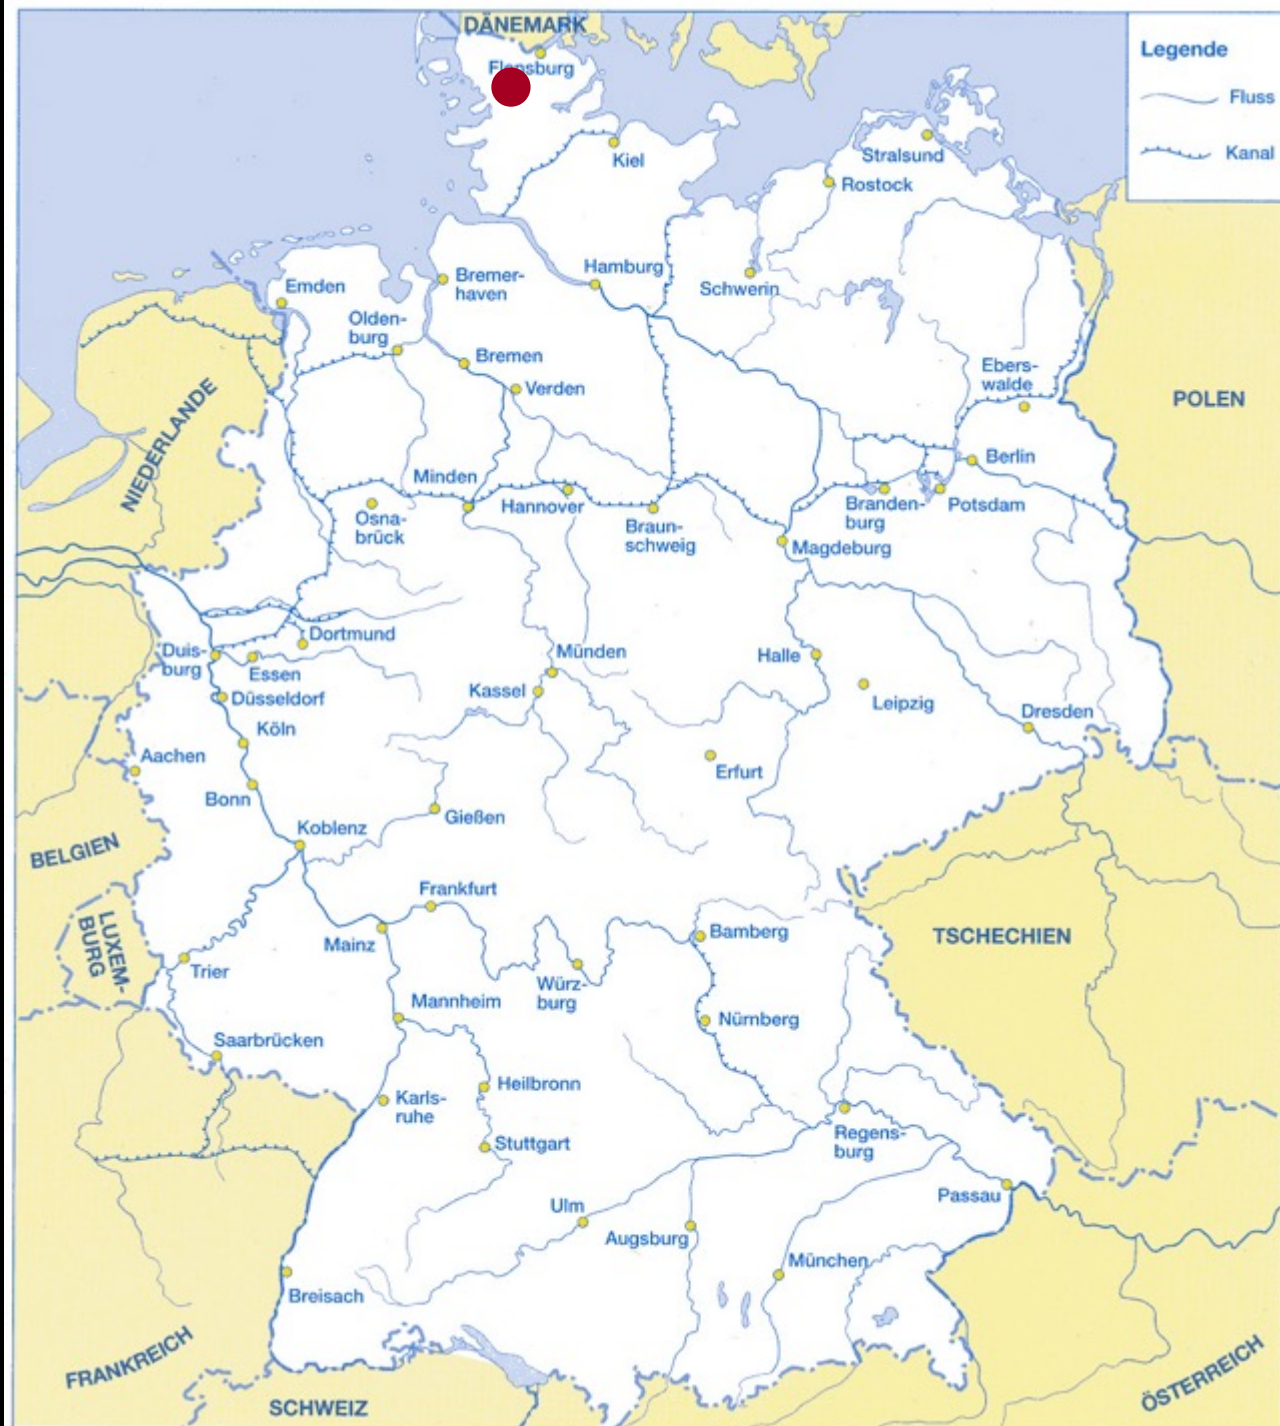 DÄNEMARK
Legende
Flensburg
Fluss
Kiel
Stralsund
Kanal
Rostock
Hamburg
Bremer-
haven
Schwerin
Emden
Olden-
burg
Bremen
Ebers-
walde
Verden
POLEN
NIEDERLANDE
Berlin
Minden
Hannover
Osna-
brück
Braun-
schweig
Branden-
burg
Potsdam
Magdeburg
Dortmund
Duis-
burg
Essen
Münden
Halle
Kassel
Düsseldorf
Leipzig
Dresden
Köln
Aachen
Erfurt
Bonn
Gießen
Koblenz
BELGIEN
Frankfurt
LUXEM-
BURG
Mainz
Bamberg
TSCHECHIEN
Trier
Würz-
burg
Mannheim
Nürnberg
Saarbrücken
Heilbronn
Karls-
ruhe
Stuttgart
Regens-
burg
Passau
Ulm
Augsburg
München
Breisach
FRANKREICH
SCHWEIZ
ÖSTERREICH